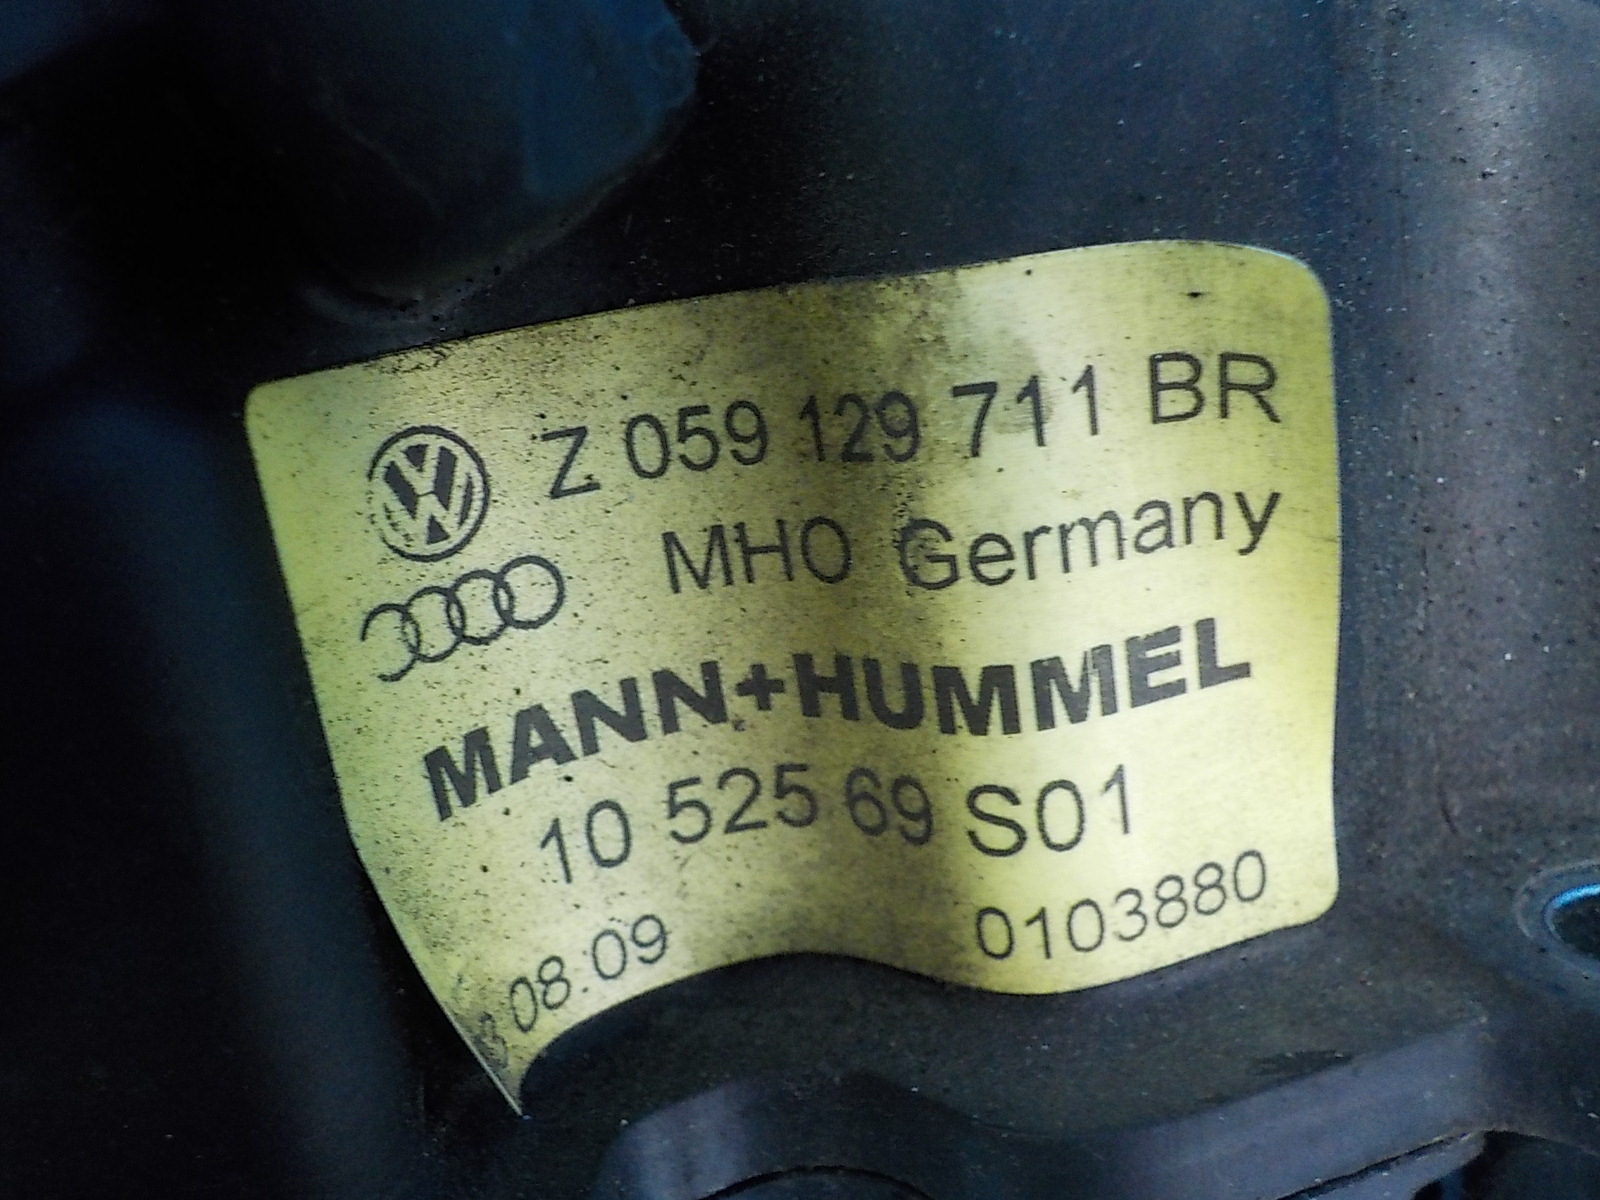 Z 059 129 711 BR
MHO Germany
MANN+HUMMEL
10 525 69 S01
08.09 0103880